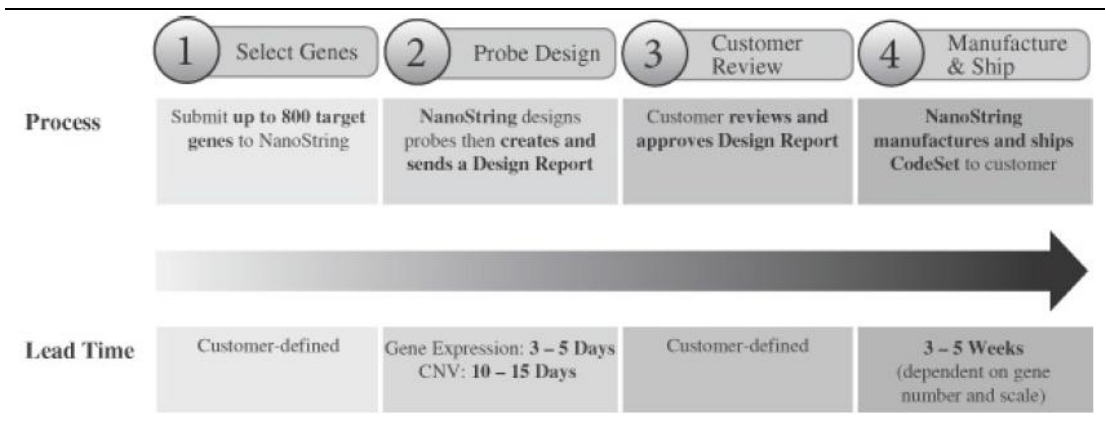 1 Select Genes
2 Probe Design
3 Customer
Review
4 Manufacture
& Ship
Process
Submit up to 800 target
genes to NanoString
NanoString designs
probes then creates and
sends a Design Report
Customer reviews and
approves Design Report
NanoString
manufactures and ships
CodeSet to customer
Lead Time
Customer-defined
Gene Expression: 3 – 5 Days
CNV: 10 – 15 Days
Customer-defined
3 – 5 Weeks
(dependent on gene
number and scale)